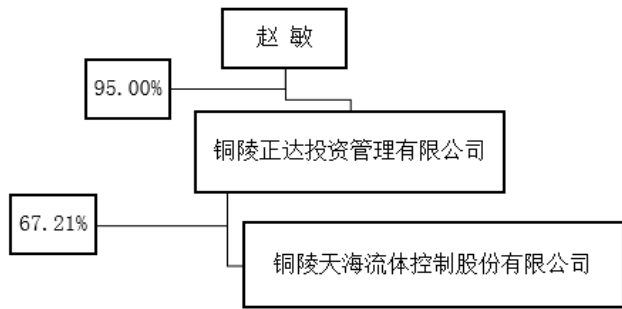 赵 敏
95.00%
铜陵正达投资管理有限公司
67.21%
铜陵天海流体控制股份有限公司